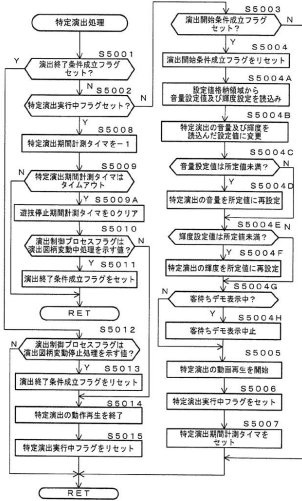 特定演出処理
S5001
演出終了条件成立フラグ
セット?
Y
N
S5002
特定演出実行中フラグセット?
N
Y
S5008
特定演出期間計測タイマを−1
S5009
特定演出期間計測タイマは
タイムアウト
N
Y
S5009A
遊技停止期間計測タイマを0クリア
S5010
演出制御プロセスフラグは
演出図柄変動中処理を示す値?
N
Y
S5011
演出終了条件成立フラグをセット
RET
S5012
演出制御プロセスフラグは
演出図柄変動停止処理を示す値?
N
Y
S5013
演出終了条件成立フラグをリセット
S5014
特定演出の動作再生を終了
S5015
特定演出実行中フラグをリセット
RET
S5003
演出開始条件成立フラグ
セット?
N
Y
S5004
演出開始条件成立フラグをリセット
S5004A
設定値格納領域から
音量設定値及び輝度設定を読込み
S5004B
特定演出の音量及び輝度を
読込んだ設定値に変更
S5004C
音量設定値は所定値未満?
N
Y
S5004D
特定演出の音量を所定値に再設定
S5004E
輝度設定値は所定値未満?
N
Y
S5004F
特定演出の輝度を所定値に再設定
S5004G
客待ちデモ表示中?
N
Y
S5004H
客待ちデモ表示中止
S5005
特定演出の動画再生を開始
S5006
特定演出実行中フラグをセット
S5007
特定演出期間計測タイマを
セット